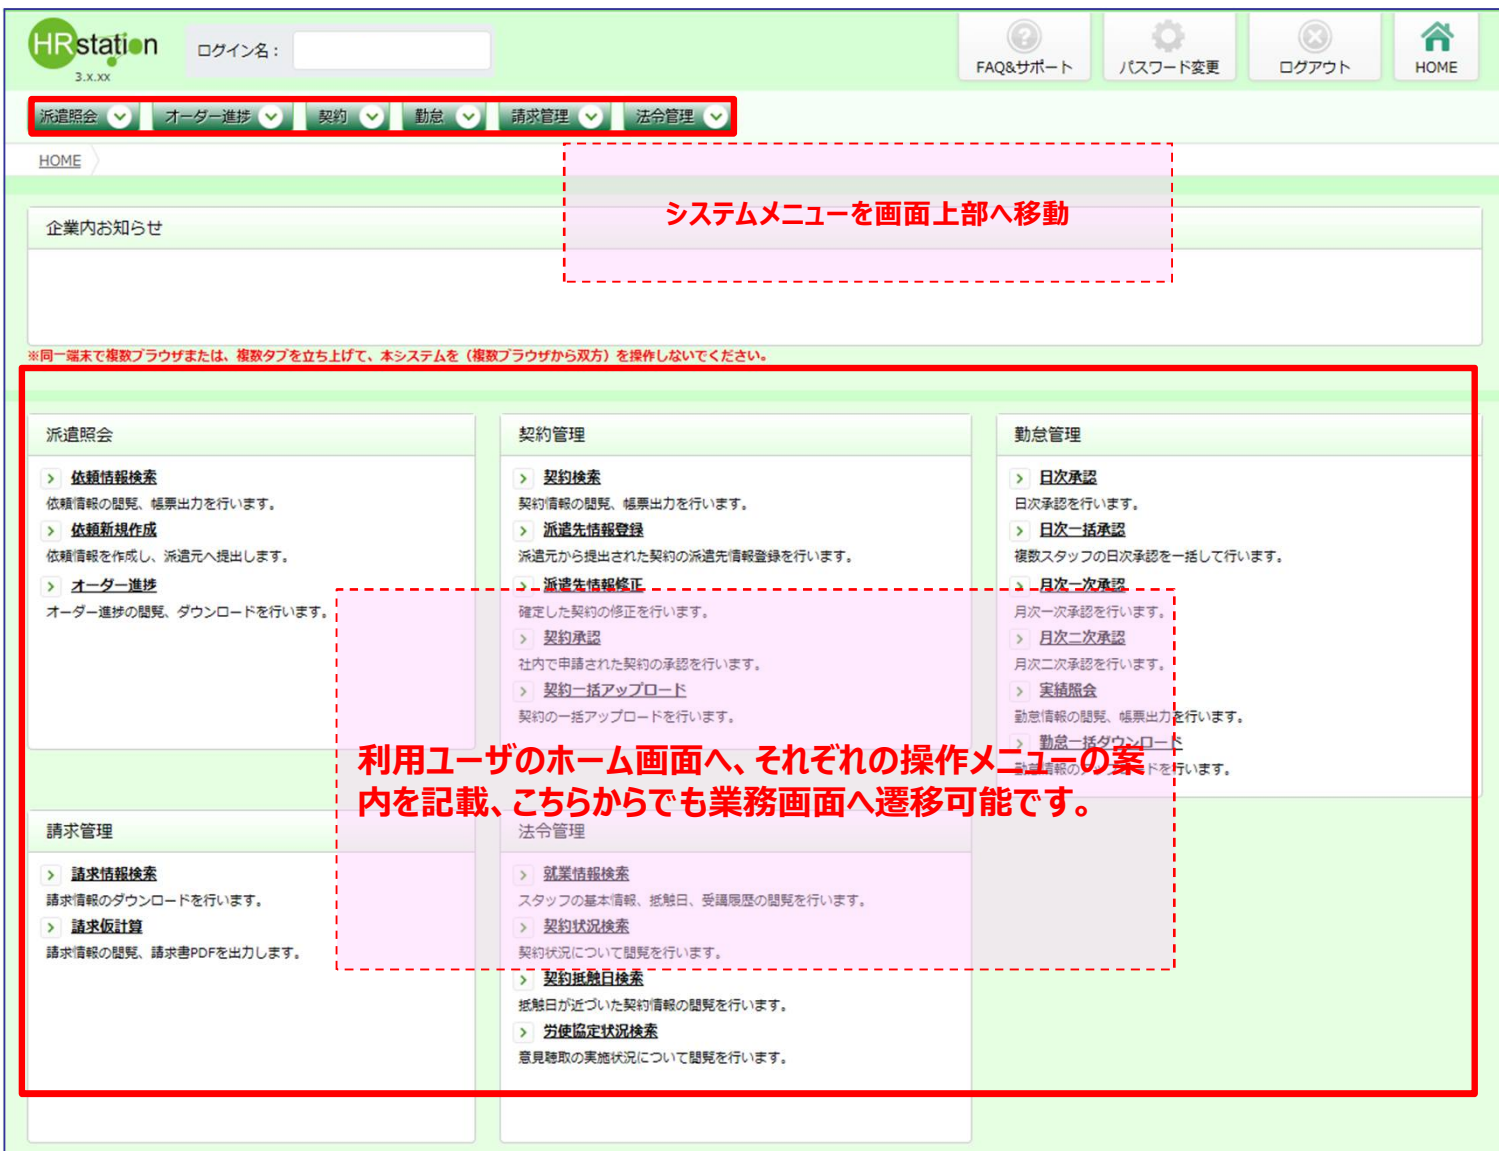 HRstation
3.x.xx
ログイン名：
FAQ&サポート
パスワード変更
ログアウト
HOME
派遣照会
オーダー進捗
契約
勤怠
請求管理
法令管理
HOME
システムメニューを画面上部へ移動
企業内お知らせ
※同一端末で複数ブラウザまたは、複数タブを立ち上げて、本システムを（複数ブラウザから双方）を操作しないでください。
派遣照会
依頼情報検索
依頼情報の閲覧、帳票出力を行います。
依頼新規作成
依頼情報を作成し、派遣元へ提出します。
オーダー進捗
オーダー進捗の閲覧、ダウンロードを行います。
契約管理
契約検索
契約情報の閲覧、帳票出力を行います。
派遣先情報登録
派遣元から提出された契約の派遣先情報登録を行います。
派遣先情報修正
確定した契約の修正を行います。
契約承認
社内で申請された契約の承認を行います。
契約一括アップロード
契約の一括アップロードを行います。
勤怠管理
日次承認
日次承認を行います。
日次一括承認
複数スタッフの日次承認を一括して行います。
月次一次承認
月次一次承認を行います。
月次二次承認
月次二次承認を行います。
実績照会
勤怠情報の閲覧、帳票出力を行います。
勤怠一括ダウンロード
勤怠情報のダウンロードを行います。
利用ユーザのホーム画面へ、それぞれの操作メニューの案
内を記載、こちらからでも業務画面へ遷移可能です。
請求管理
請求情報検索
請求情報のダウンロードを行います。
請求仮計算
請求情報の閲覧、請求書PDFを出力します。
法令管理
就業情報検索
スタッフの基本情報、抵触日、受講履歴の閲覧を行います。
契約状況検索
契約状況について閲覧を行います。
契約抵触日検索
抵触日が近づいた契約情報の閲覧を行います。
労使協定状況検索
意見聴取の実施状況について閲覧を行います。